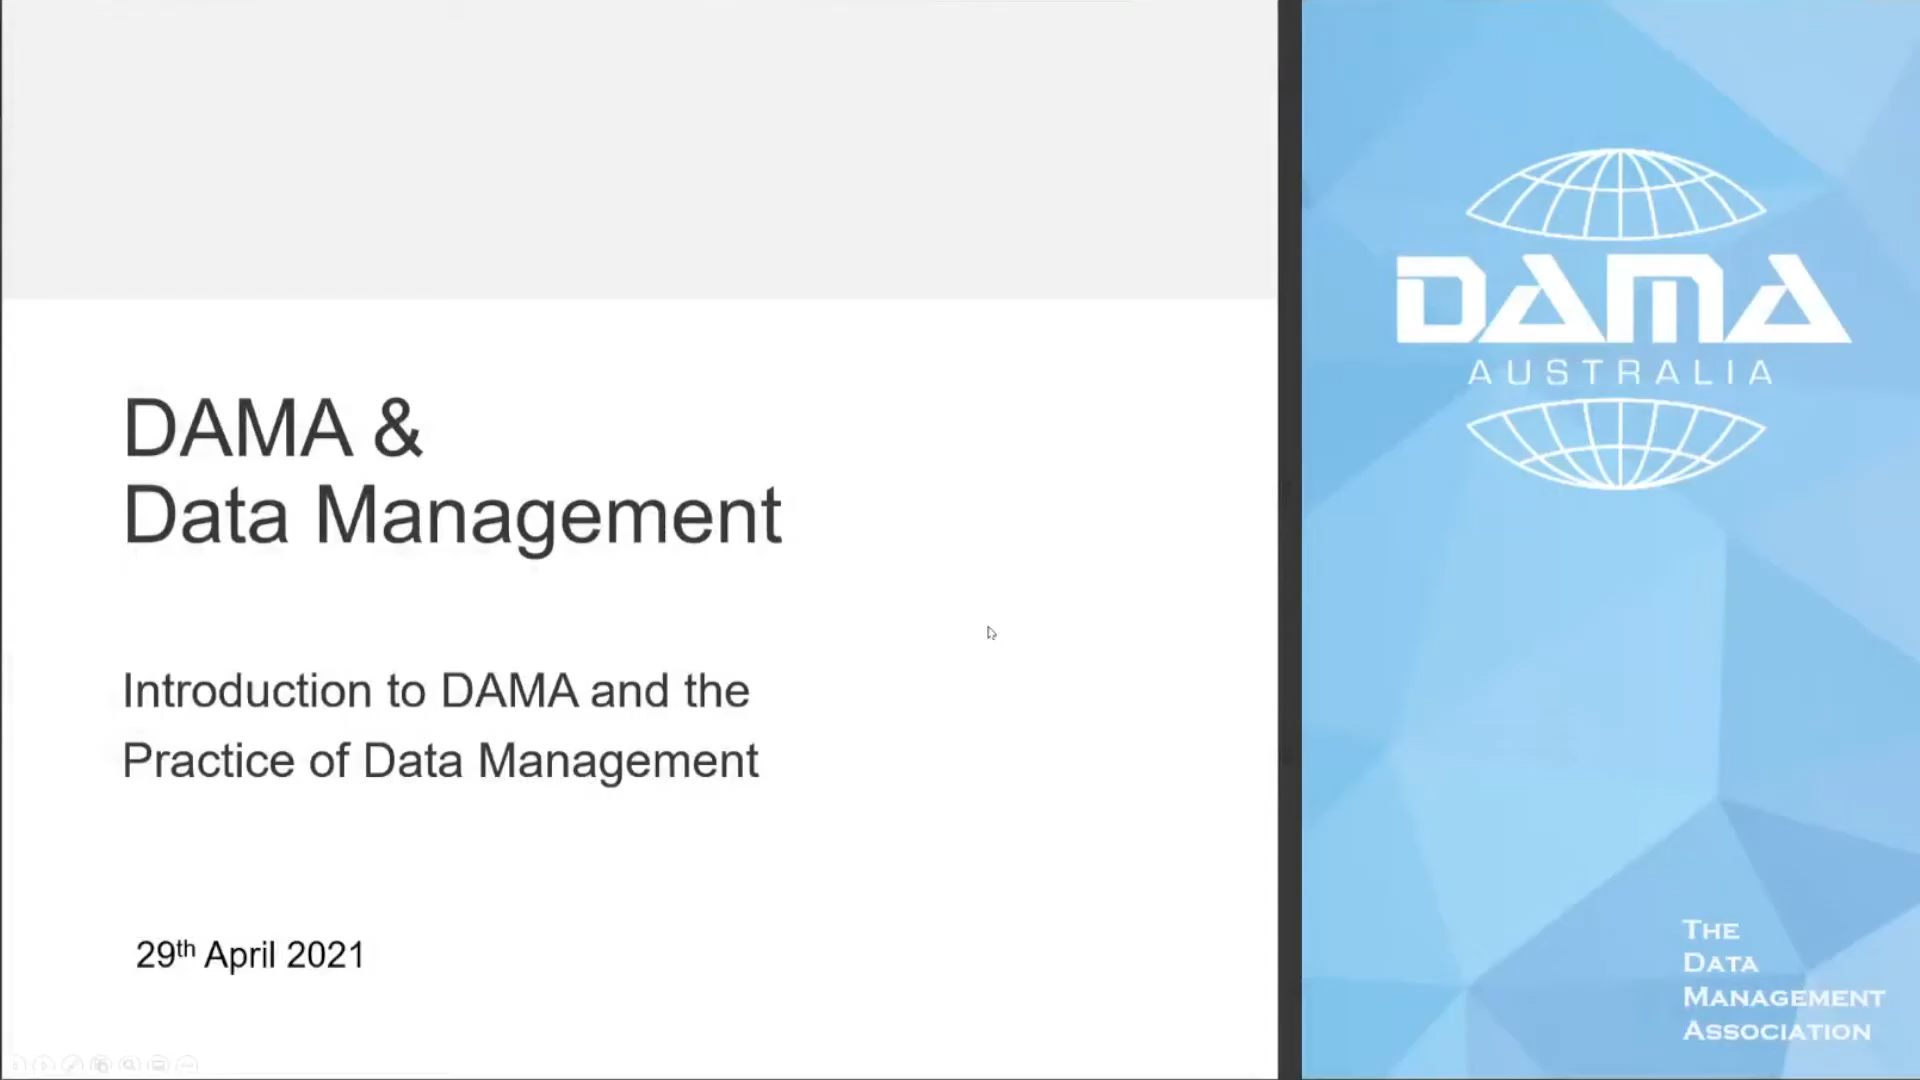 DAMA &
Data Management
Introduction to DAMA and the
Practice of Data Management
29th April 2021
DAMA
AUSTRALIA
THE
DATA
MANAGEMENT
ASSOCIATION